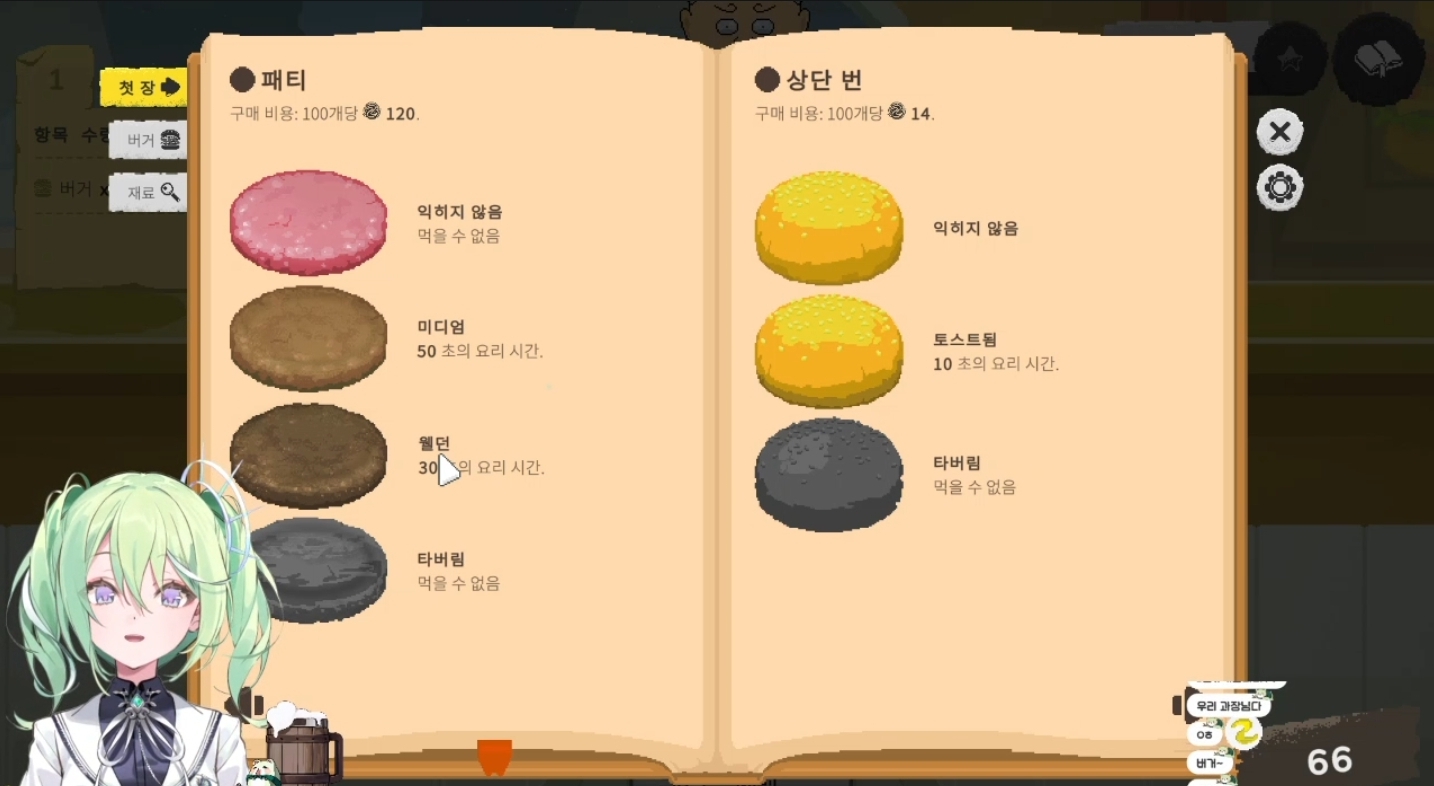 1
첫 장
항목 수량
버거
버거 x
재료
패티
구매 비용: 100개당 120.
익히지 않음
먹을 수 없음
미디엄
50 초의 요리 시간.
웰던
30 의 요리 시간.
타버림
먹을 수 없음
상단 번
구매 비용: 100개당 14.
익히지 않음
토스트됨
10 초의 요리 시간.
타버림
먹을 수 없음
우리 과장님다
ㅇㅎ
버거~
66